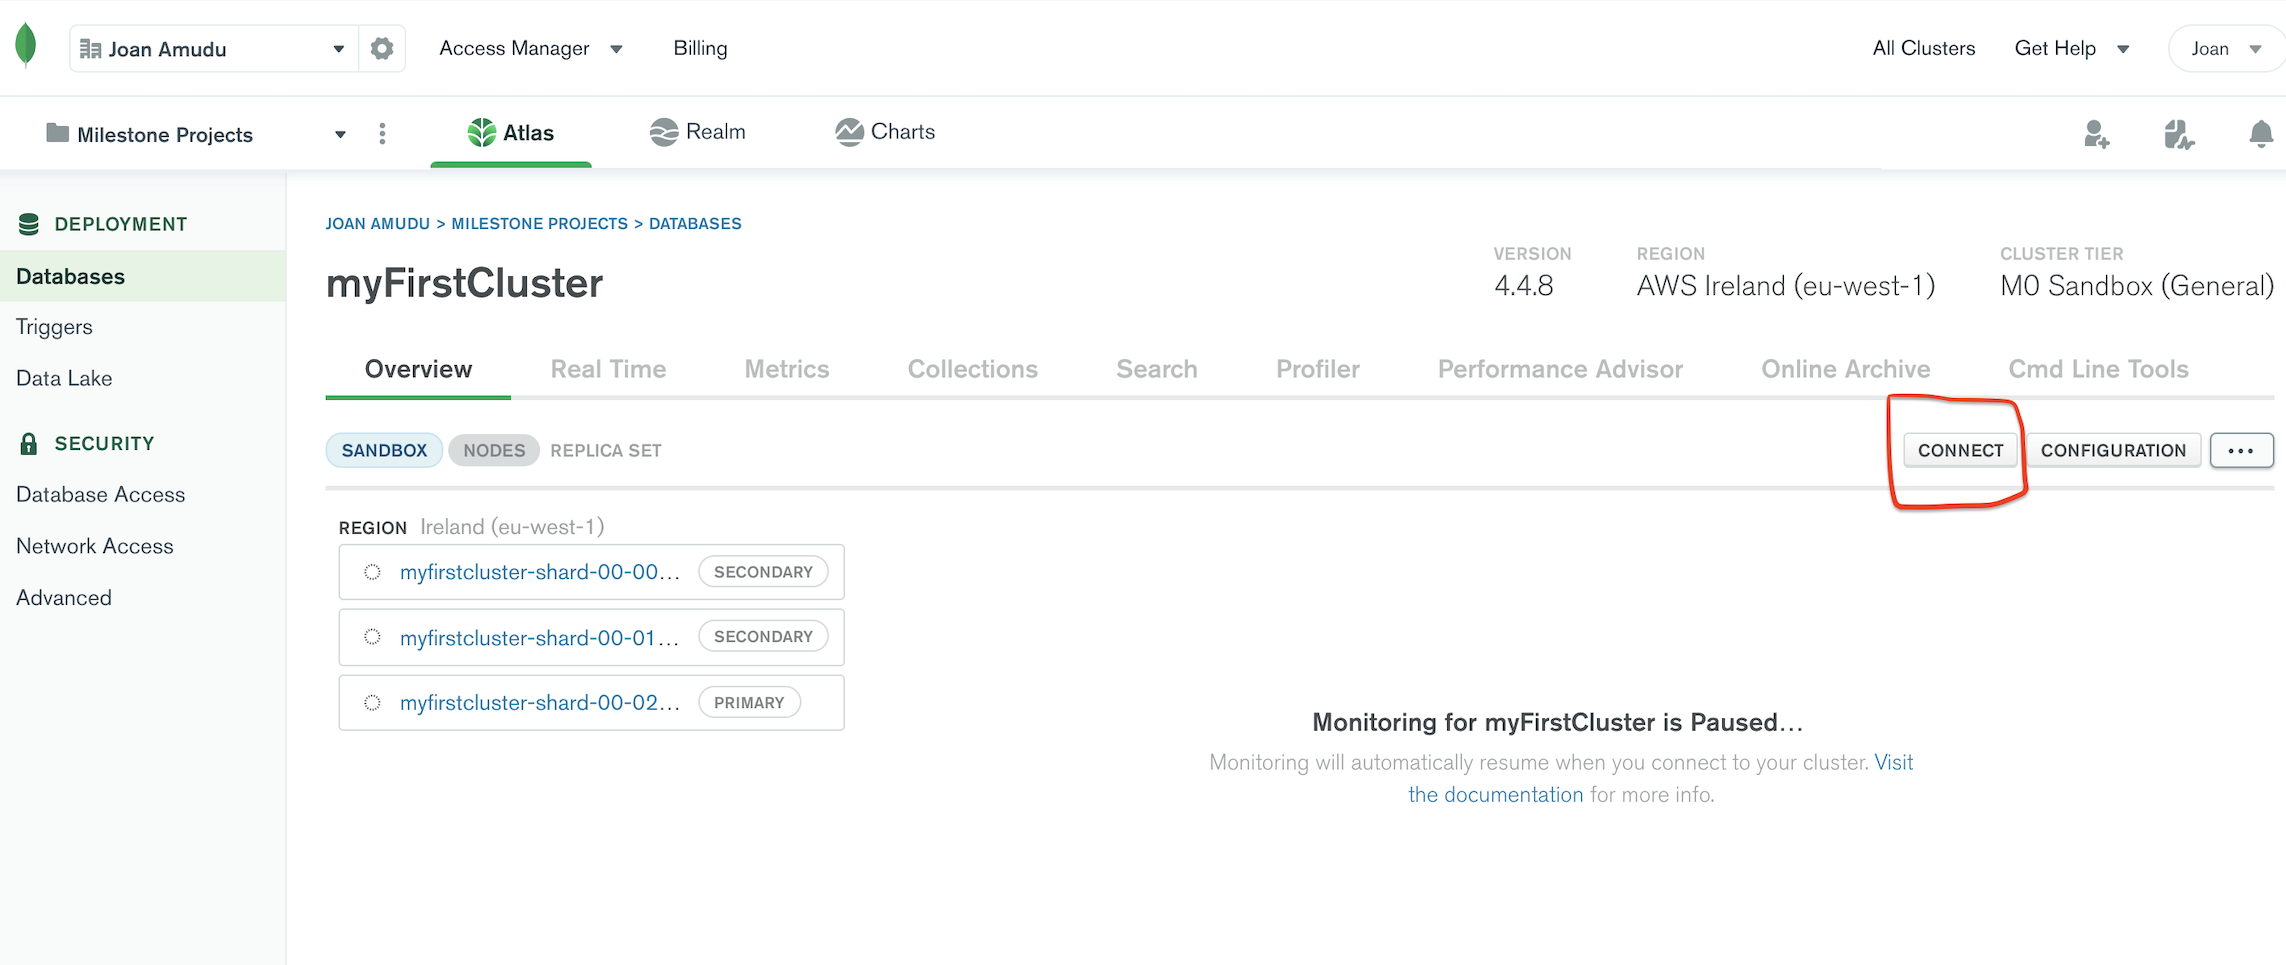 Joan Amudu
Access Manager
Billing
All Clusters
Get Help
Joan
Milestone Projects
Atlas
Realm
Charts
DEPLOYMENT
Databases
Triggers
Data Lake
SECURITY
Database Access
Network Access
Advanced
JOAN AMUDU > MILESTONE PROJECTS > DATABASES
myFirstCluster
VERSION
4.4.8
REGION
AWS Ireland (eu-west-1)
CLUSTER TIER
M0 Sandbox (General)
Overview
Real Time
Metrics
Collections
Search
Profiler
Performance Advisor
Online Archive
Cmd Line Tools
SANDBOX
NODES
REPLICA SET
CONNECT
CONFIGURATION
...
REGION Ireland (eu-west-1)
myfirstcluster-shard-00-00... SECONDARY
myfirstcluster-shard-00-01... SECONDARY
myfirstcluster-shard-00-02... PRIMARY
Monitoring for myFirstCluster is Paused...
Monitoring will automatically resume when you connect to your cluster. Visit
the documentation for more info.